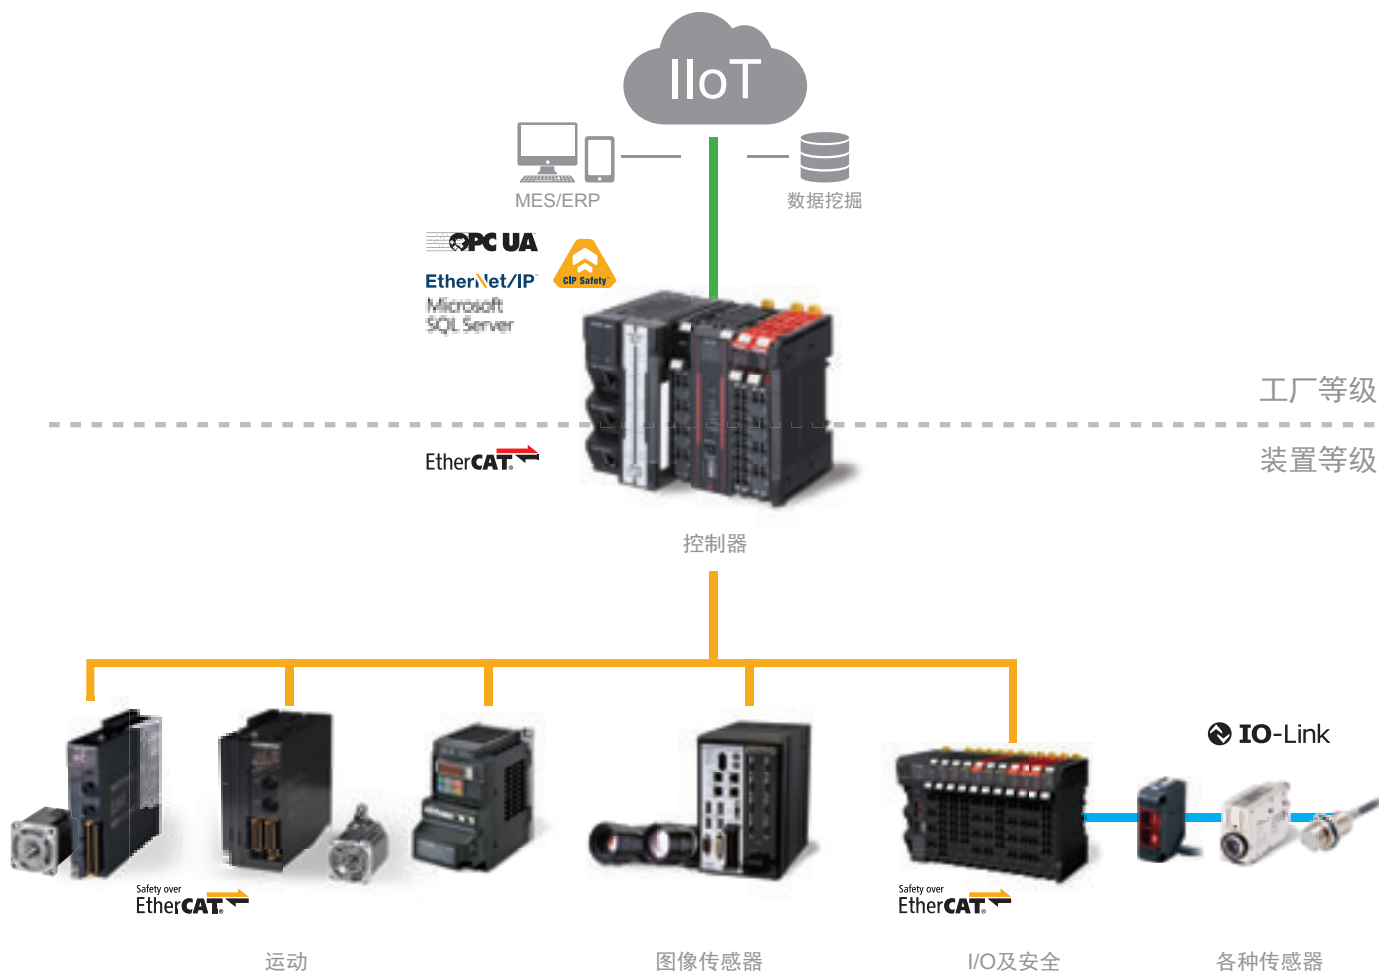 IIoT
MES/ERP
数据挖掘
OPC UA
EtherNet/IP
CIP Safety
Microsoft
SQL Server
工厂等级
EtherCAT
装置等级
控制器
IO-Link
Safety over
EtherCAT
Safety over
EtherCAT
运动
图像传感器
I/O及安全
各种传感器